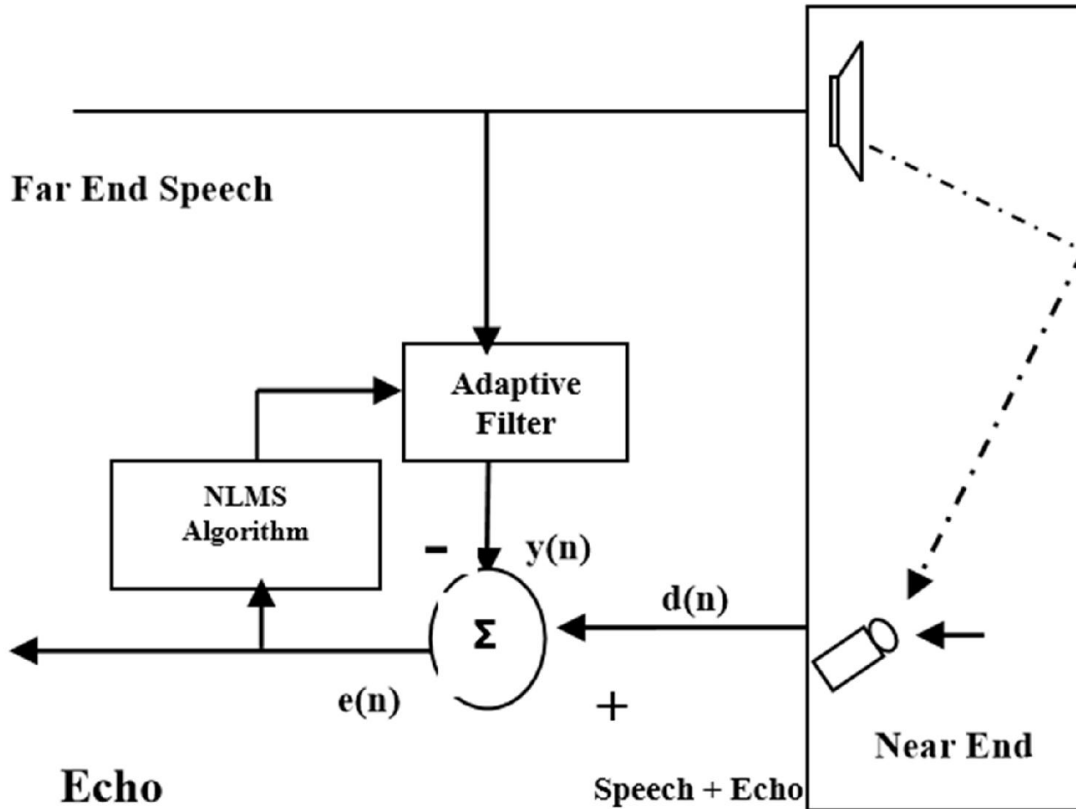 Far End Speech
Adaptive
Filter
NLMS
Algorithm
-
y(n)
d(n)
Σ
e(n)
+
Near End
Echo
Speech + Echo